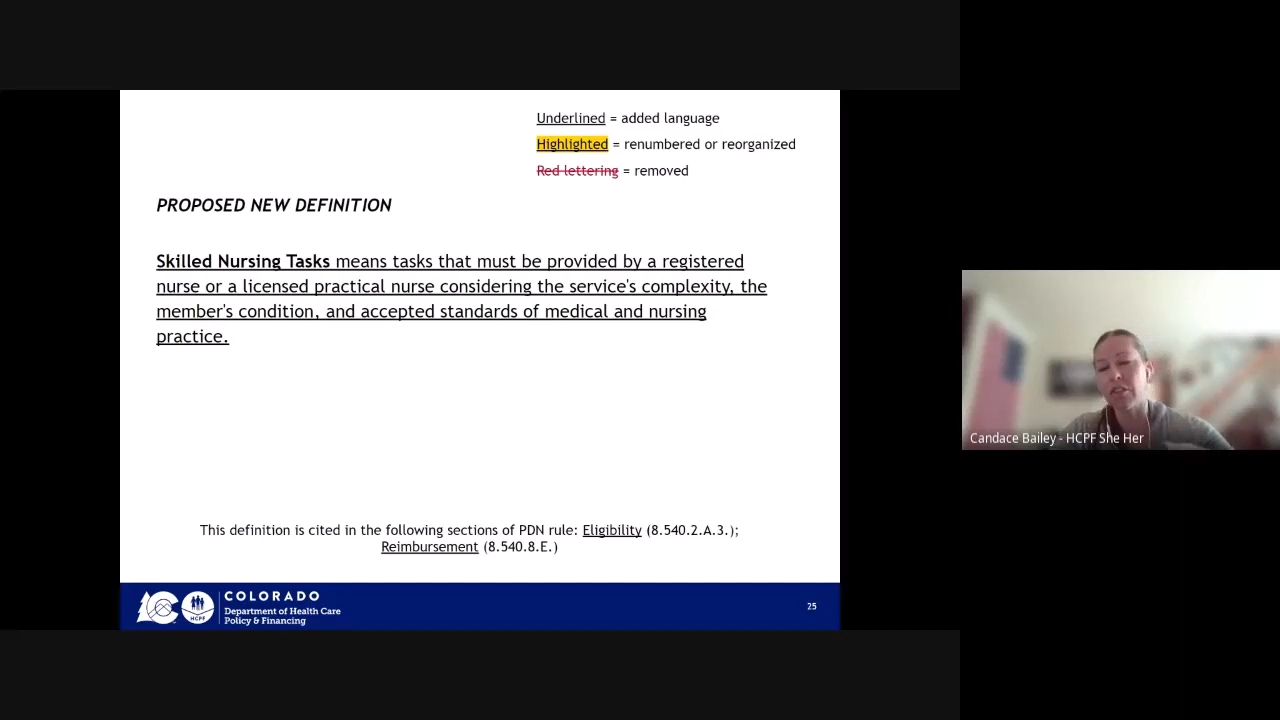 Underlined = added language
Highlighted = renumbered or reorganized
Red lettering = removed
PROPOSED NEW DEFINITION
Skilled Nursing Tasks means tasks that must be provided by a registered
nurse or a licensed practical nurse considering the service's complexity, the
member's condition, and accepted standards of medical and nursing
practice.
This definition is cited in the following sections of PDN rule: Eligibility (8.540.2.A.3.);
Reimbursement (8.540.8.E.)
HCPF
COLORADO
Department of Health Care
Policy & Financing
25
Candace Bailey - HCPF She Her